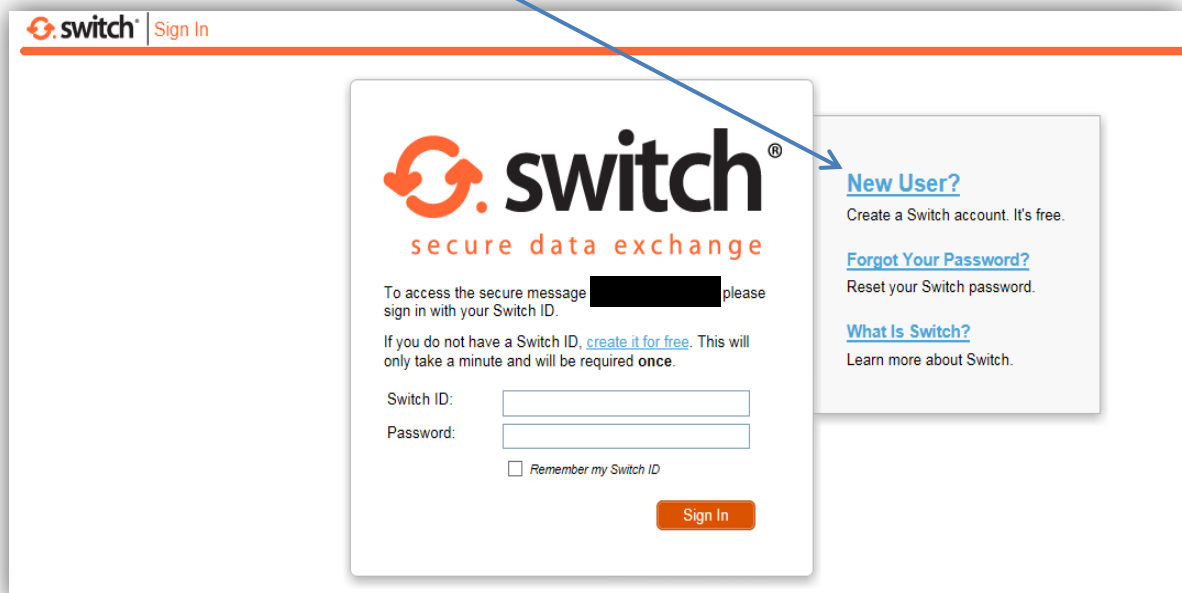 switch® Sign In
switch®
secure data exchange
To access the secure message please
sign in with your Switch ID.
If you do not have a Switch ID, create it for free. This will
only take a minute and will be required once.
Switch ID:
Password:
Remember my Switch ID
Sign In
New User?
Create a Switch account. It's free.
Forgot Your Password?
Reset your Switch password.
What Is Switch?
Learn more about Switch.